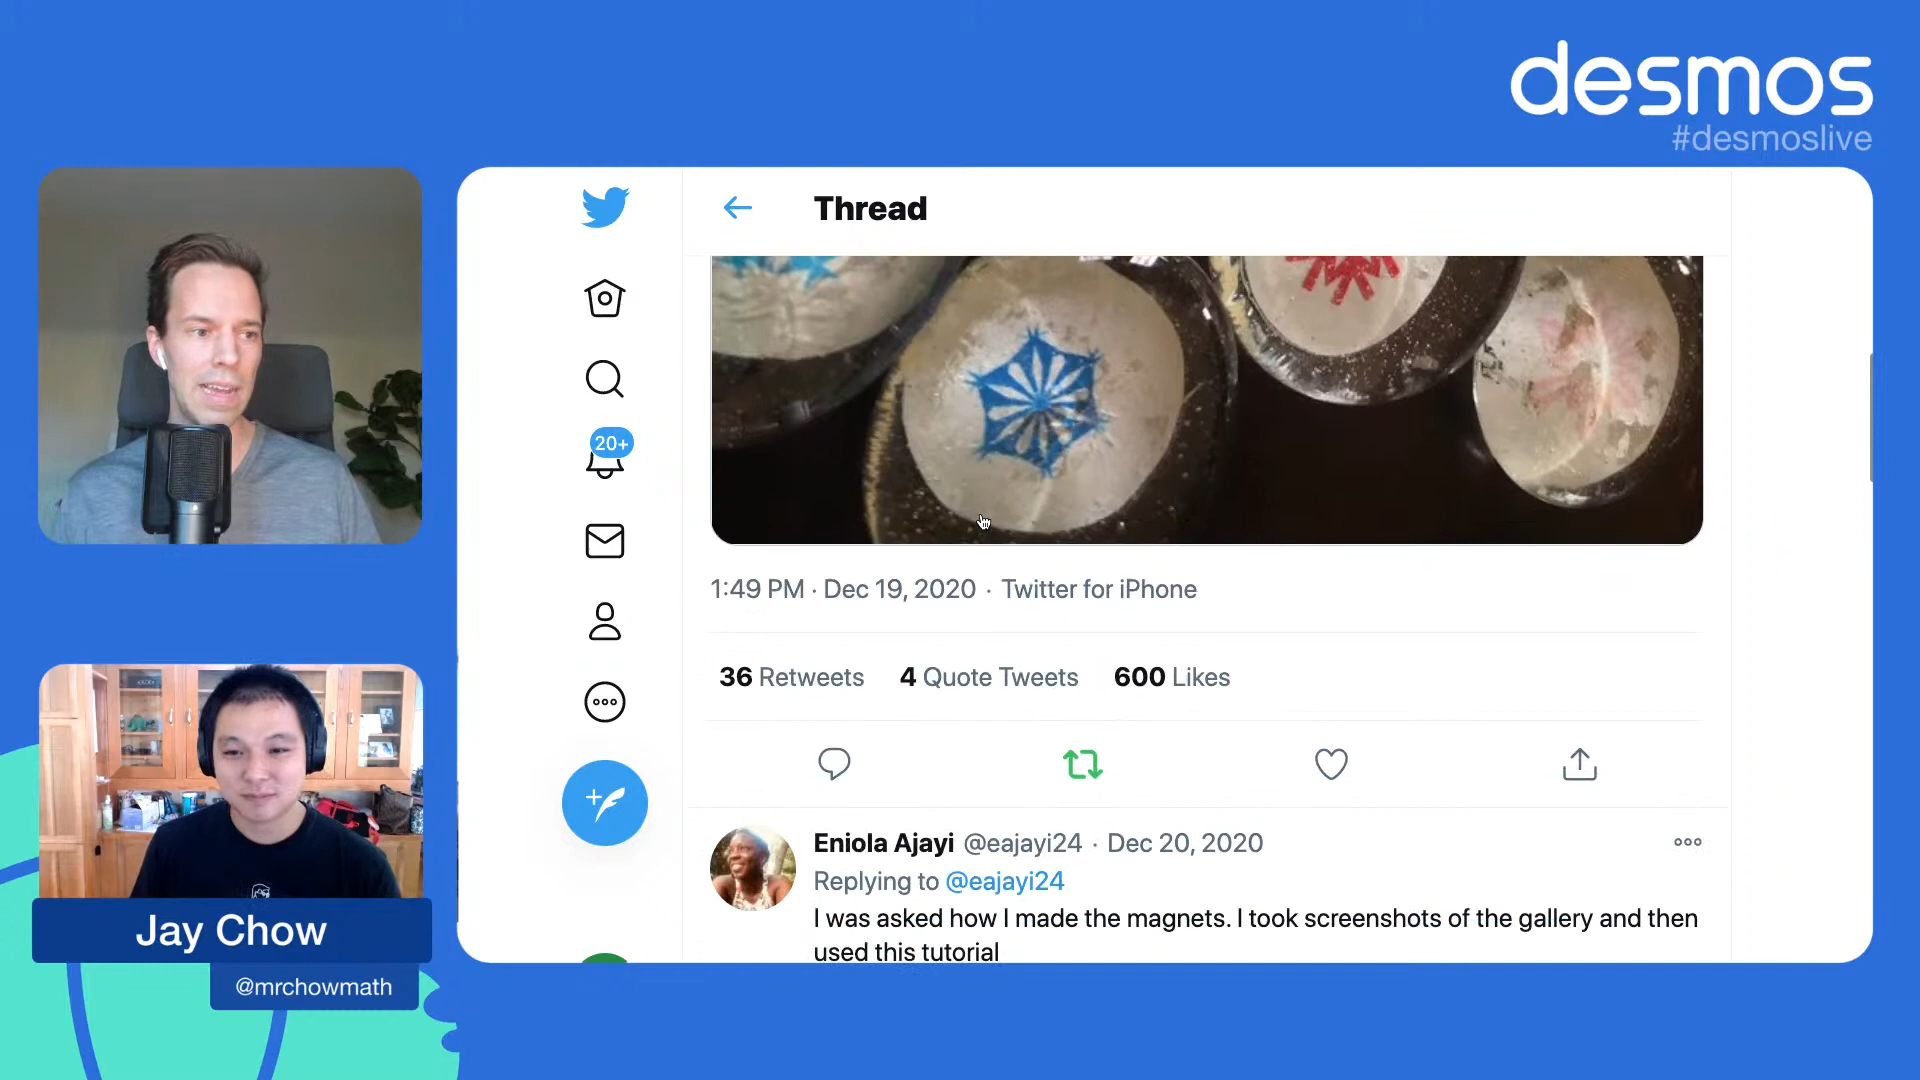 desmos
#desmoslive
Thread
20+
1:49 PM · Dec 19, 2020 · Twitter for iPhone
36 Retweets 4 Quote Tweets 600 Likes
Eniola Ajayi @eajayi24 · Dec 20, 2020
Replying to @eajayi24
I was asked how I made the magnets. I took screenshots of the gallery and then
used this tutorial
Jay Chow
@mrchowmath